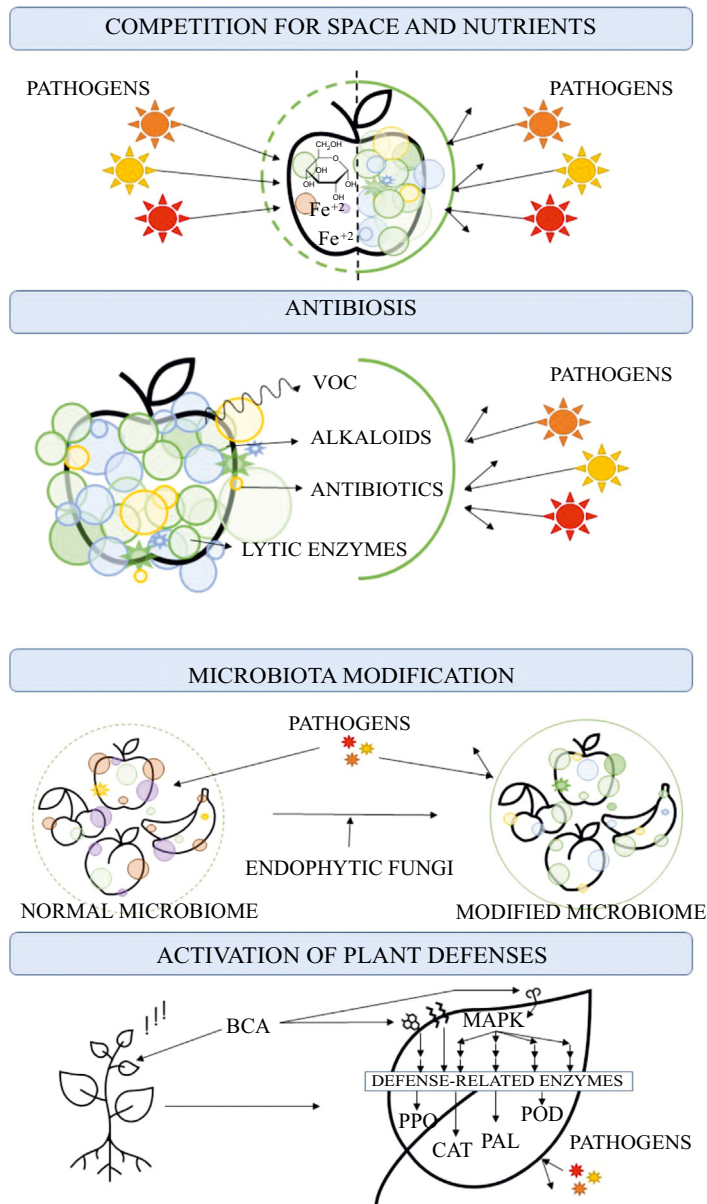 COMPETITION FOR SPACE AND NUTRIENTS
PATHOGENS
PATHOGENS
CH₂OH
O
OH
OH
OH
OH
OH
Fe⁺²
Fe⁺²
ANTIBIOSIS
VOC
PATHOGENS
ALKALOIDS
ANTIBIOTICS
LYTIC ENZYMES
MICROBIOTA MODIFICATION
PATHOGENS
ENDOPHYTIC FUNGI
NORMAL MICROBIOME
MODIFIED MICROBIOME
ACTIVATION OF PLANT DEFENSES
!!!
BCA
MAPK
DEFENSE-RELATED ENZYMES
PPO
CAT
PAL
POD
PATHOGENS